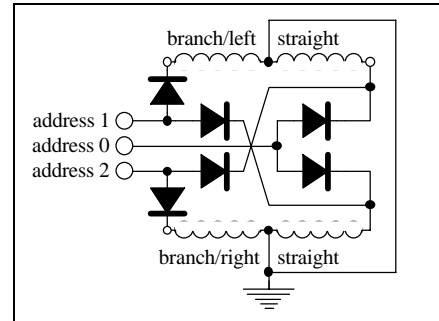 branch/left straight
address 1
address 0
address 2
branch/right straight